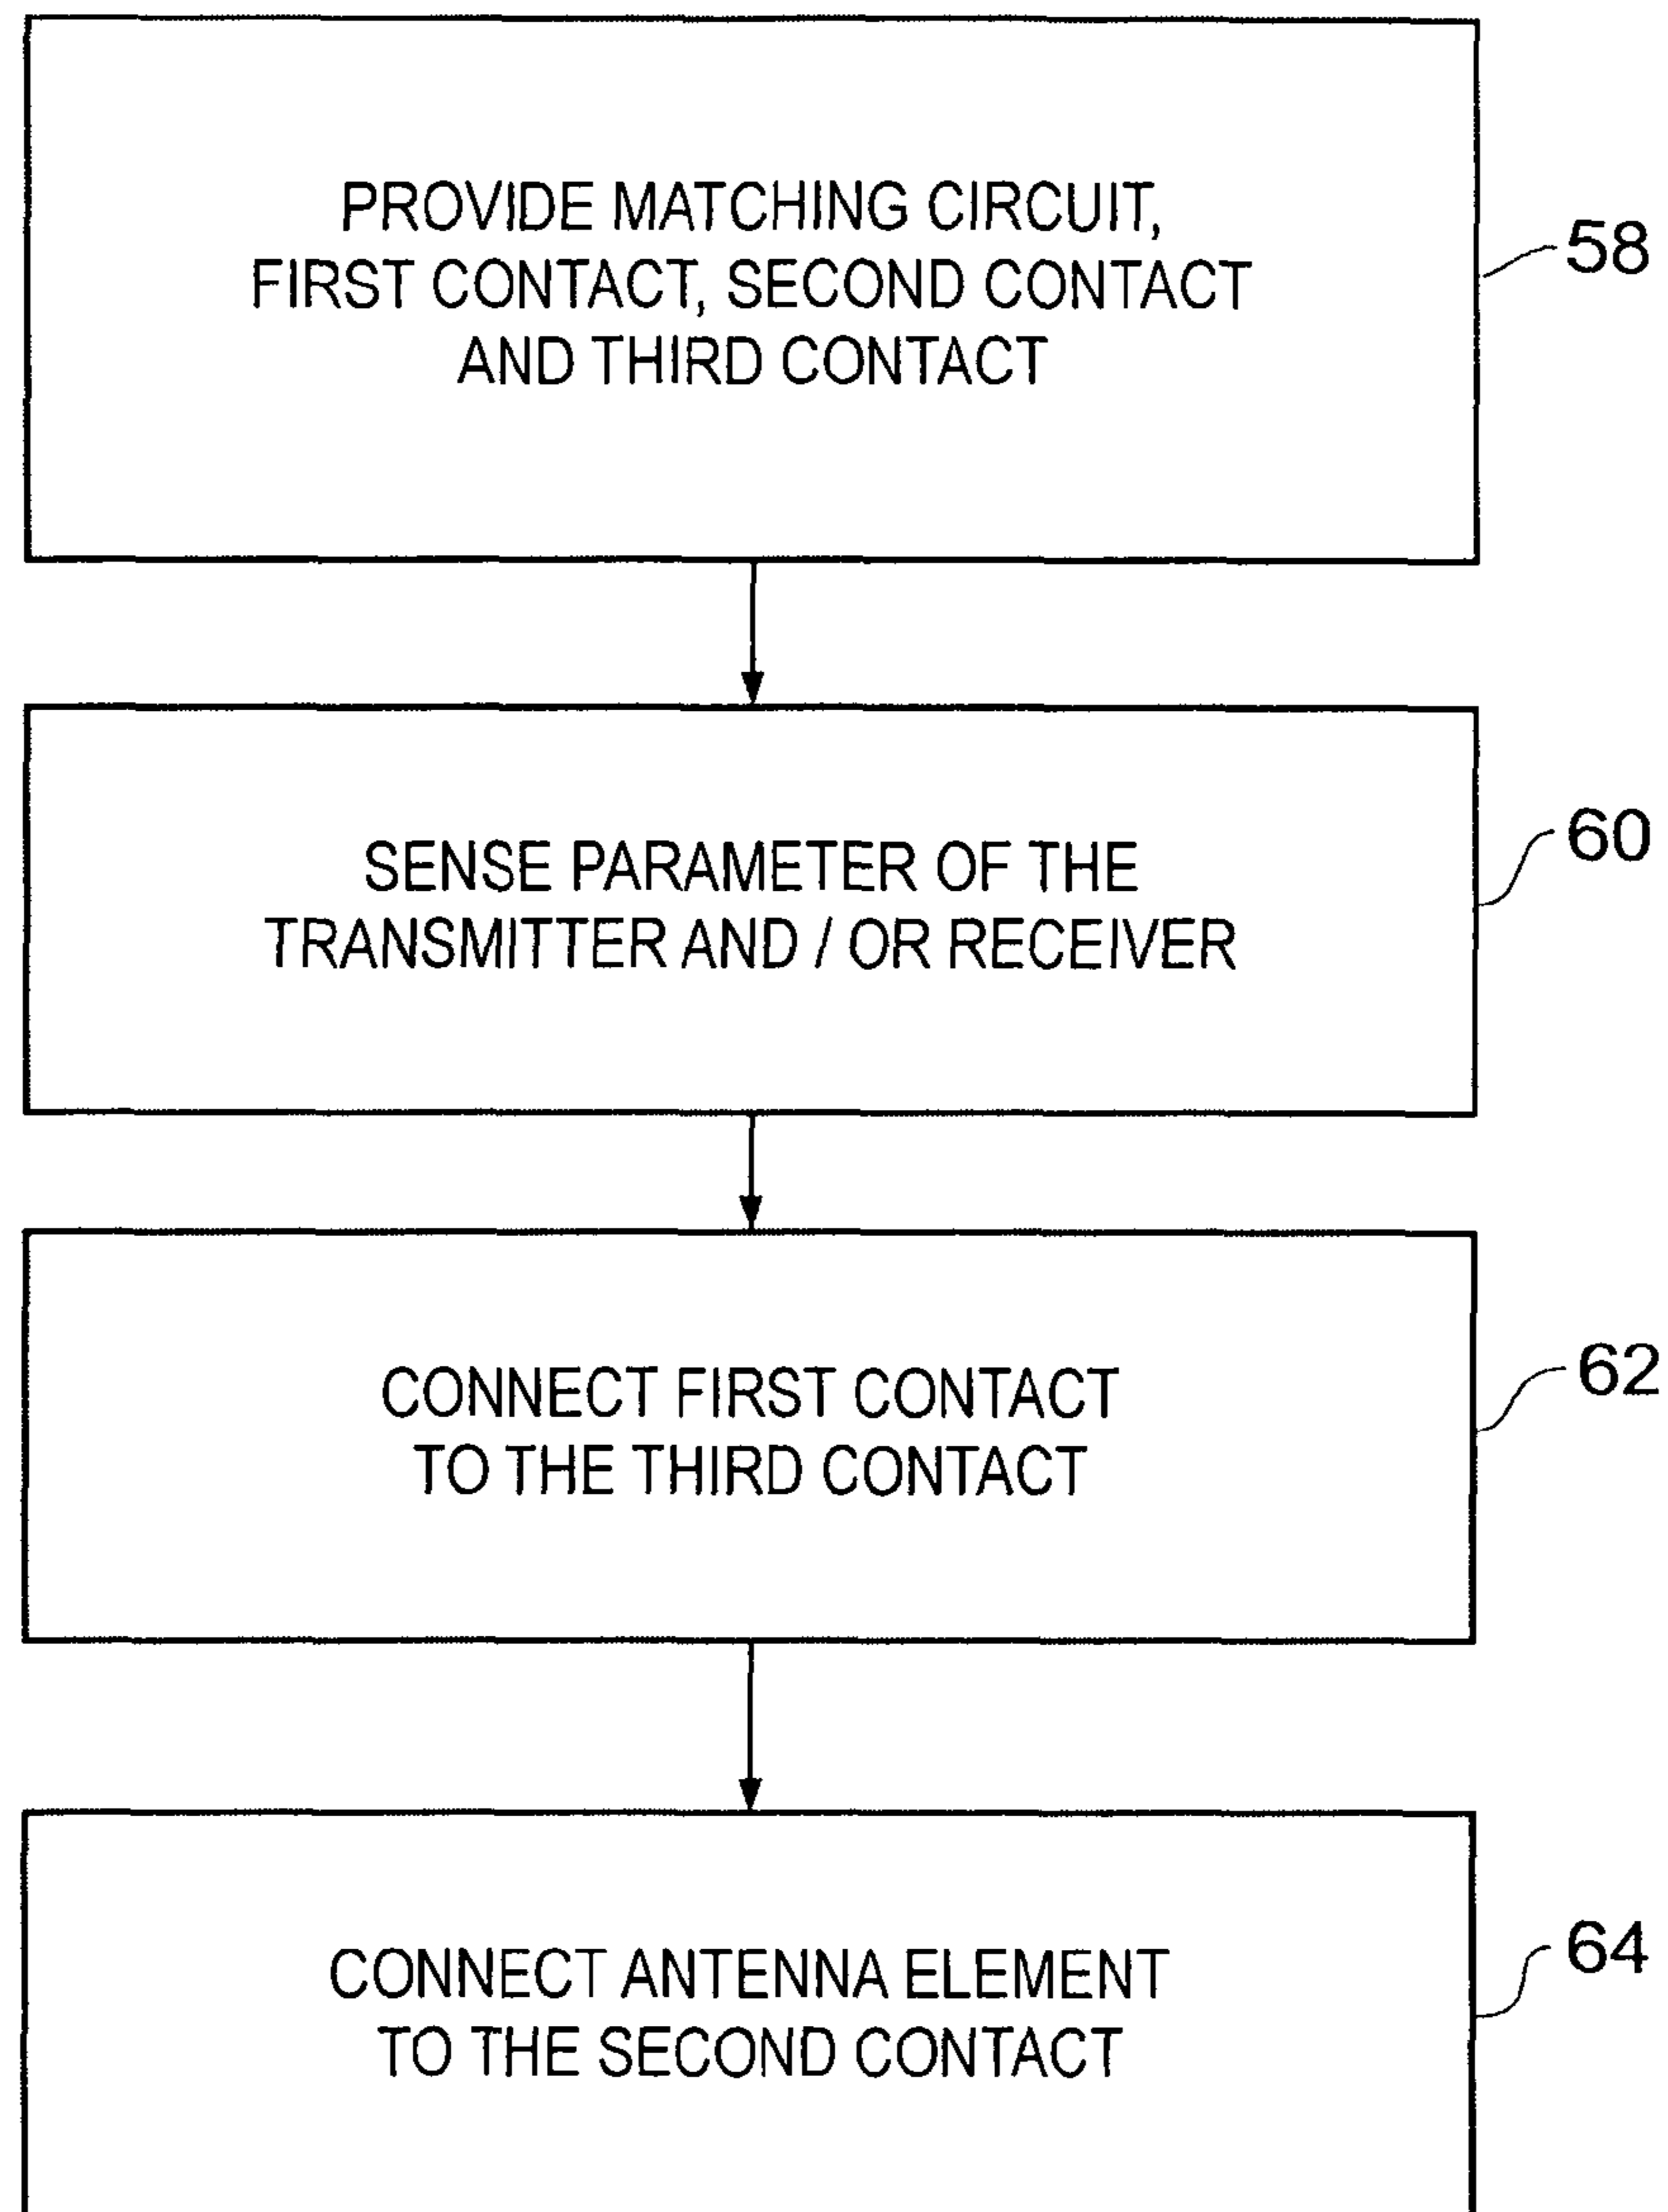 PROVIDE MATCHING CIRCUIT,
FIRST CONTACT, SECOND CONTACT
AND THIRD CONTACT
58
SENSE PARAMETER OF THE
TRANSMITTER AND / OR RECEIVER
60
CONNECT FIRST CONTACT
TO THE THIRD CONTACT
62
CONNECT ANTENNA ELEMENT
TO THE SECOND CONTACT
64